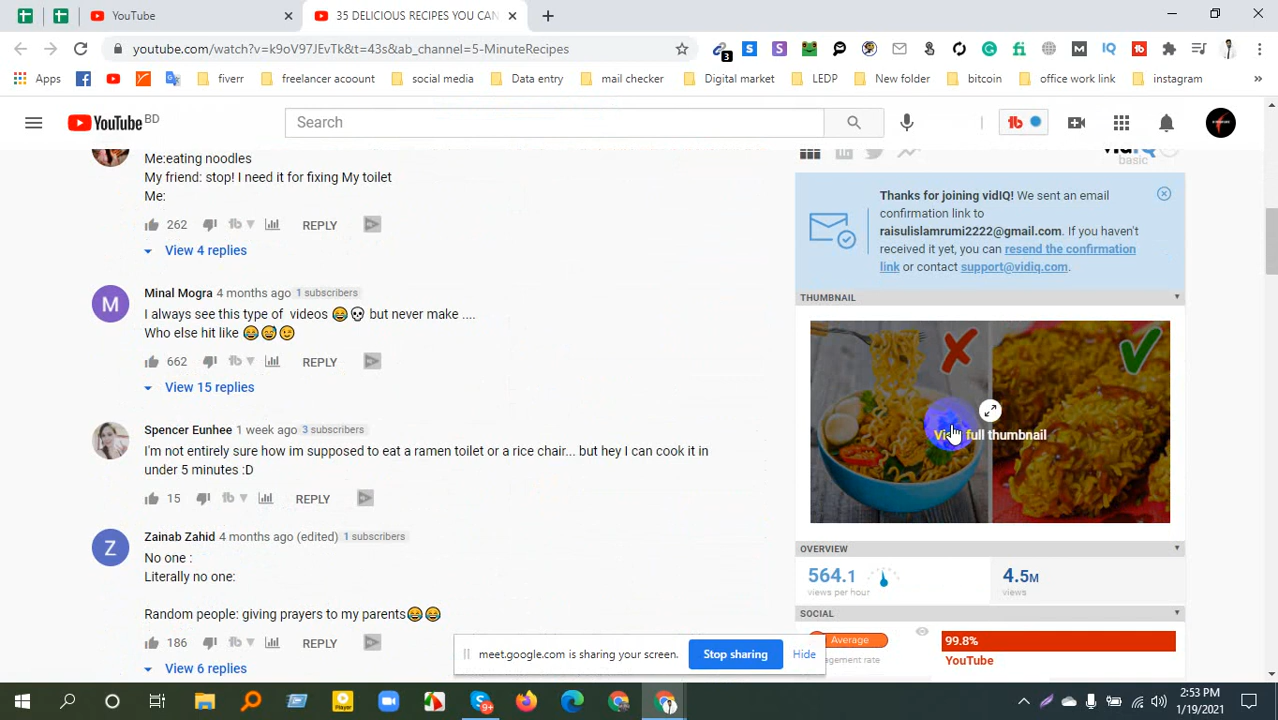 YouTube
35 DELICIOUS RECIPES YOU CAN
youtube.com/watch?v=k9oV97JEvTk&t=43s&ab_channel=5-MinuteRecipes
3
Apps
fiverr
freelancer acoount
social media
Data entry
mail checker
Digital market
LEDP
New folder
bitcoin
office work link
instagram
YouTube BD
Search
Me:eating noodles
My friend: stop! I need it for fixing My toilet
Me:
262
REPLY
View 4 replies
Minal Mogra 4 months ago 1 subscribers
I always see this type of videos 😂💀 but never make ....
Who else hit like 😂😅😉
662
REPLY
View 15 replies
Spencer Eunhee 1 week ago 3 subscribers
I'm not entirely sure how im supposed to eat a ramen toilet or a rice chair... but hey I can cook it in
under 5 minutes :D
15
REPLY
Zainab Zahid 4 months ago (edited) 1 subscribers
No one :
Literally no one:
Random people: giving prayers to my parents😂😂
186
REPLY
View 6 replies
vidIQ
basic
Thanks for joining vidIQ! We sent an email
confirmation link to
raisulislamrumi2222@gmail.com. If you haven't
received it yet, you can resend the confirmation
link or contact support@vidiq.com.
THUMBNAIL
View full thumbnail
OVERVIEW
564.1
views per hour
4.5M
views
SOCIAL
Average
99.8%
YouTube
meet.google.com is sharing your screen.
Stop sharing
Hide
9+
2:53 PM
1/19/2021